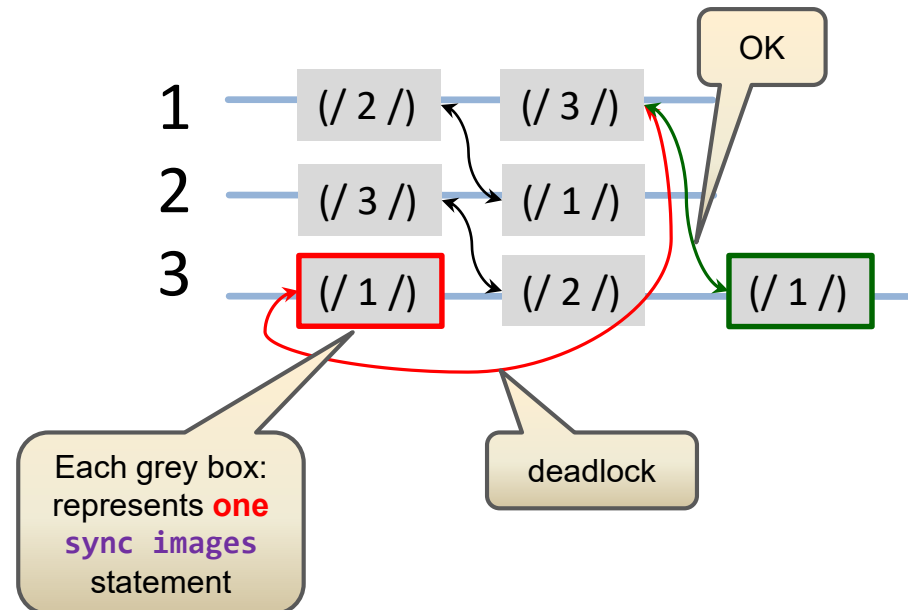 OK
1 (/ 2 /) (/ 3 /)
2 (/ 3 /) (/ 1 /)
3 (/ 1 /) (/ 2 /) (/ 1 /)
Each grey box:
represents one
sync images
statement
deadlock